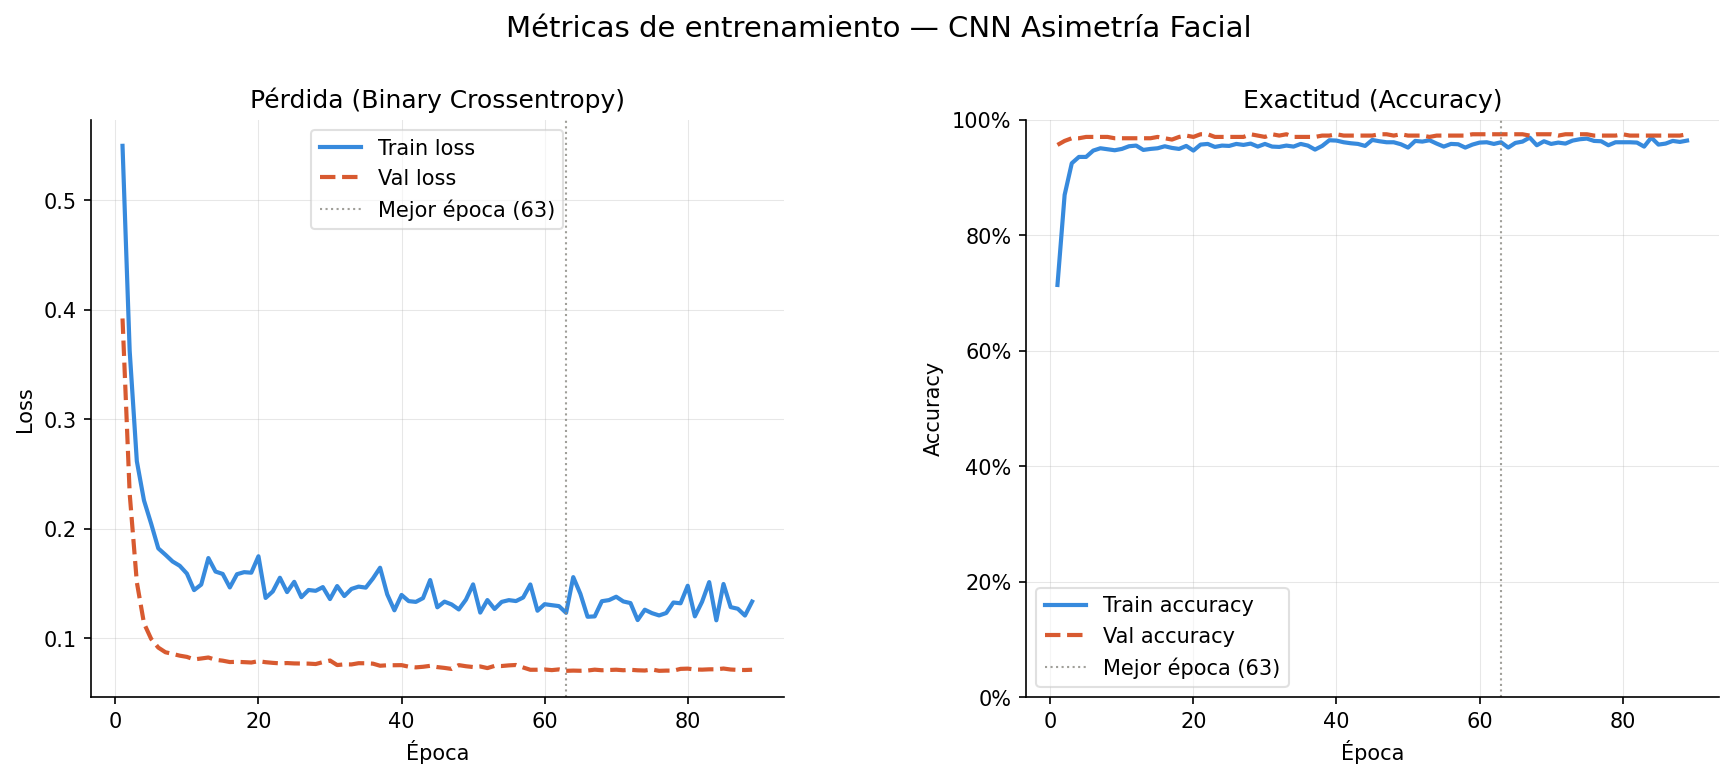 Métricas de entrenamiento — CNN Asimetría Facial
Pérdida (Binary Crossentropy)
Train loss
Val loss
Mejor época (63)
0.5
0.4
0.3
0.2
0.1
Loss
0 20 40 60 80
Época
Exactitud (Accuracy)
100%
80%
60%
40%
20%
0%
Accuracy
Train accuracy
Val accuracy
Mejor época (63)
0 20 40 60 80
Época